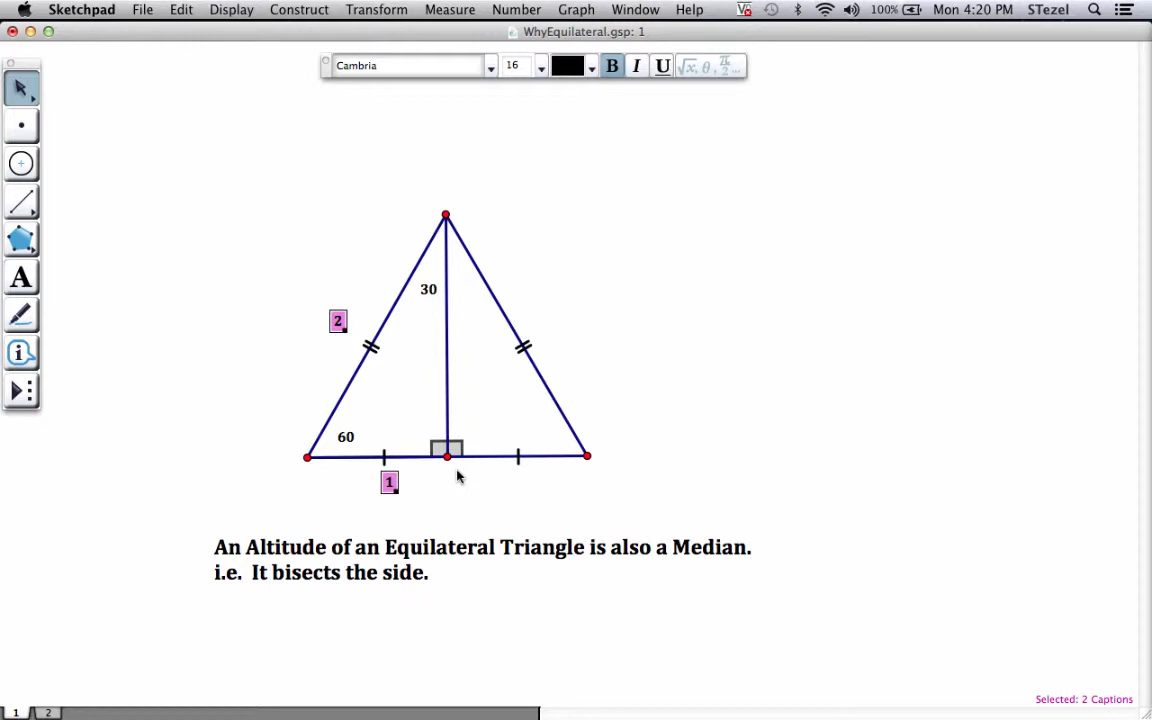 Sketchpad File Edit Display Construct Transform Measure Number Graph Window Help 100% Mon 4:20 PM STezel
WhyEquilateral.gsp: 1
Cambria 16 B I U
30
2
60
1
A
An Altitude of an Equilateral Triangle is also a Median.
i.e. It bisects the side.
Selected: 2 Captions
1 2